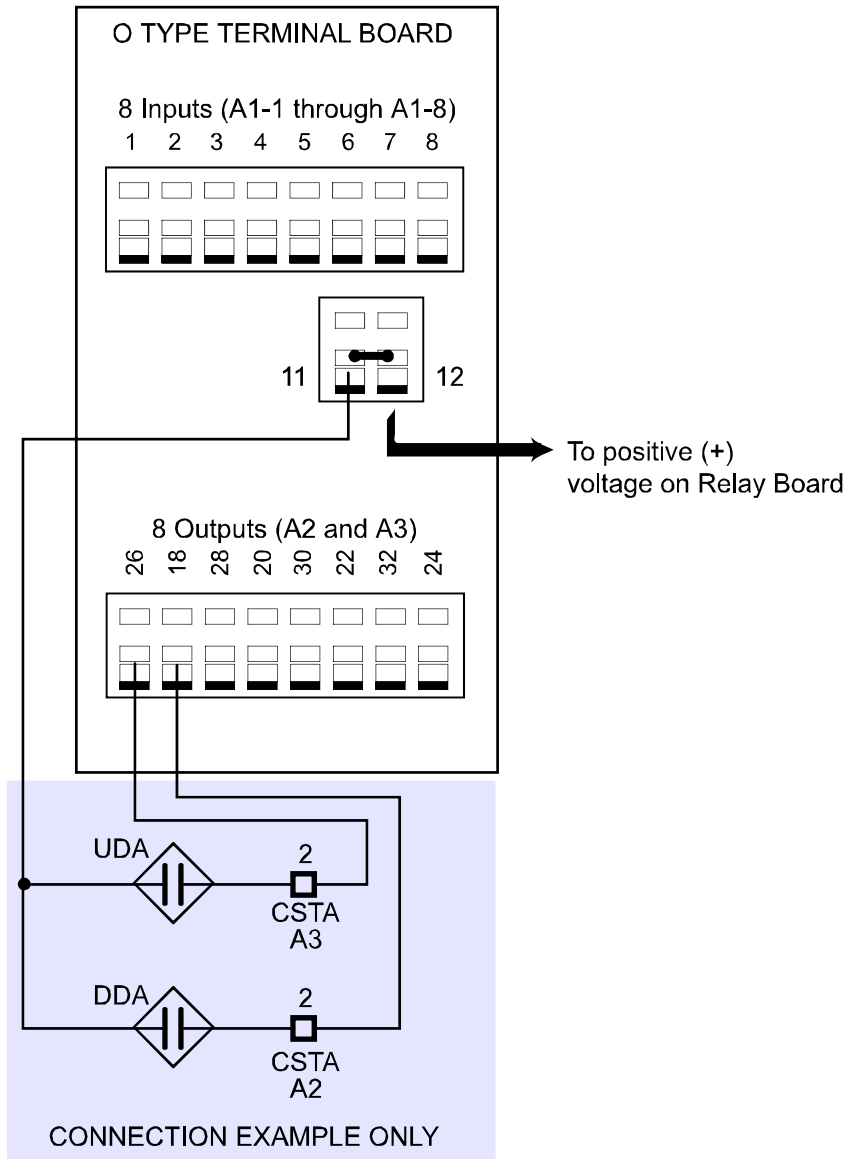 O TYPE TERMINAL BOARD
8 Inputs (A1-1 through A1-8)
1 2 3 4 5 6 7 8
11 12
To positive (+)
voltage on Relay Board
8 Outputs (A2 and A3)
26 18 28 20 30 22 32 24
UDA 2
CSTA
A3
DDA 2
CSTA
A2
CONNECTION EXAMPLE ONLY